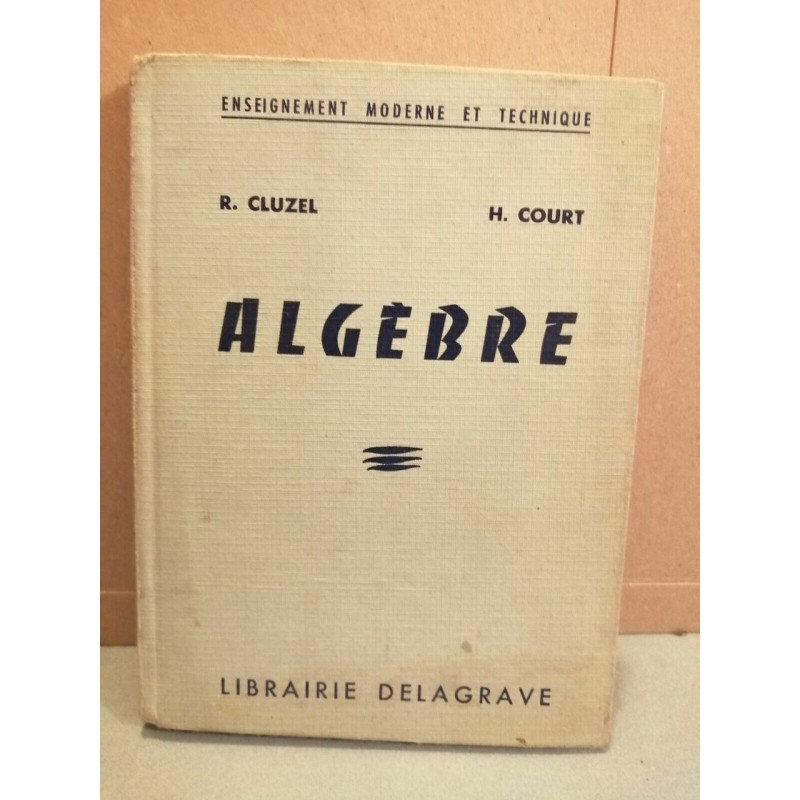 ENSEIGNEMENT MODERNE ET TECHNIQUE
R. CLUZEL H. COURT
ALGÈBRE
LIBRAIRIE DELAGRAVE